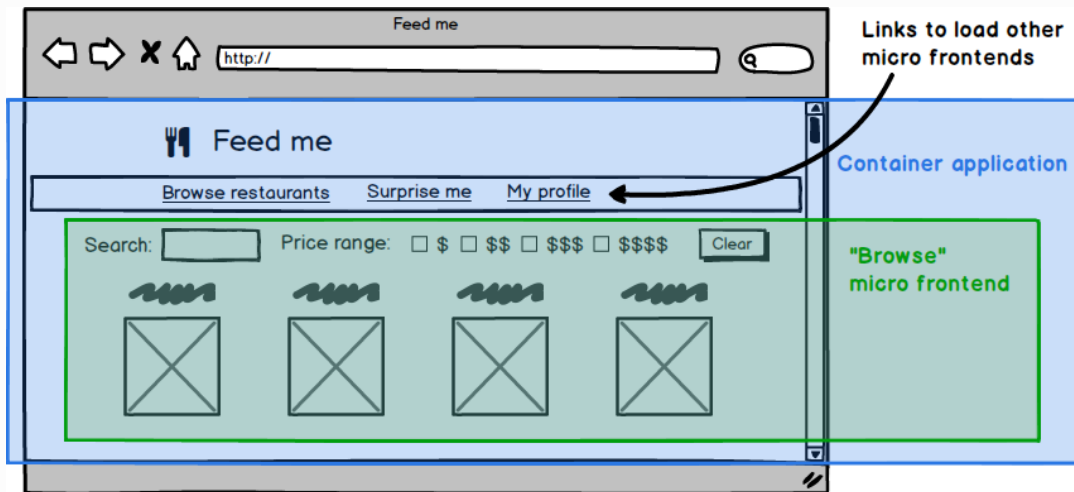 Feed me
http://
Links to load other
micro frontends
Feed me
Container application
Browse restaurants Surprise me My profile
Search: Price range: $ $$ $$$ $$$$ Clear
"Browse"
micro frontend